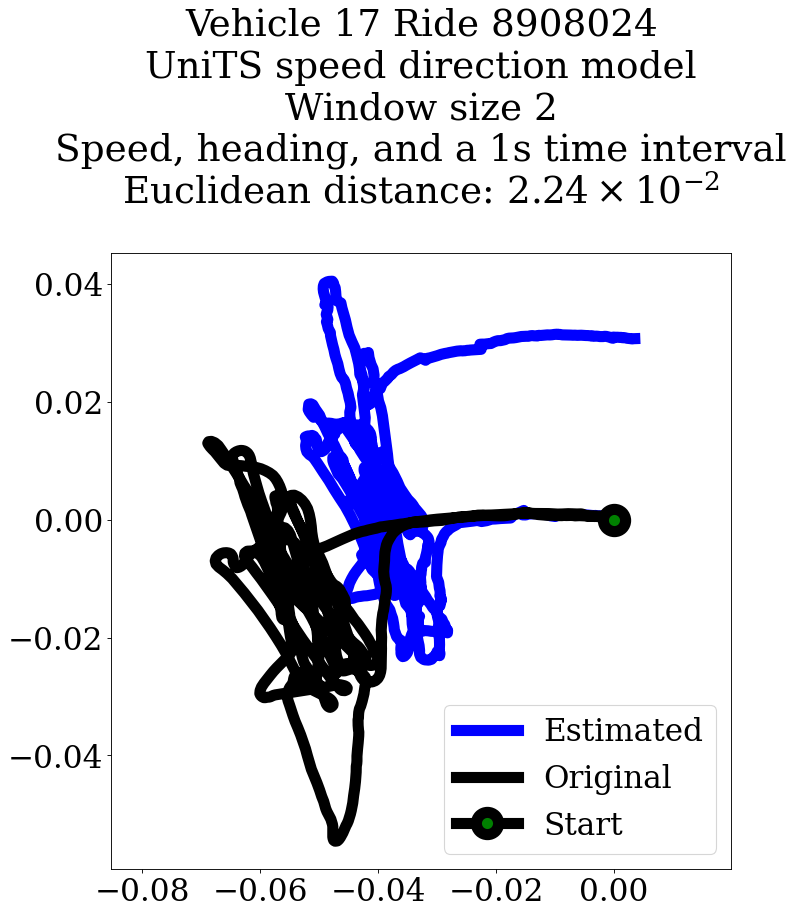 Vehicle 17 Ride 8908024
UniTS speed direction model
Window size 2
Speed, heading, and a 1s time interval
Euclidean distance: 2.24 × 10⁻²
0.04
0.02
0.00
−0.02
−0.04
Estimated
Original
Start
−0.08 −0.06 −0.04 −0.02 0.00